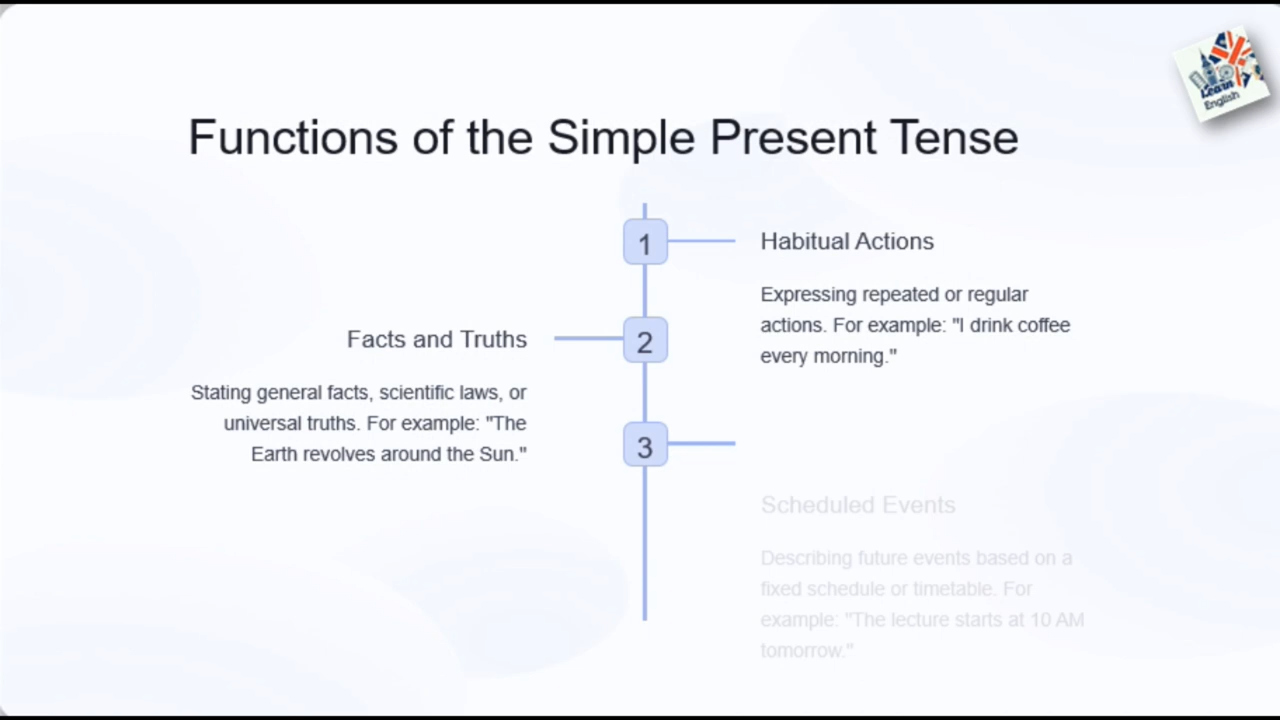 Learn
English
Functions of the Simple Present Tense
1
Habitual Actions
Expressing repeated or regular
actions. For example: "I drink coffee
every morning."
2
Facts and Truths
Stating general facts, scientific laws, or
universal truths. For example: "The
Earth revolves around the Sun."
3
Scheduled Events
Describing future events based on a
fixed schedule or timetable. For
example: "The lecture starts at 10 AM
tomorrow."